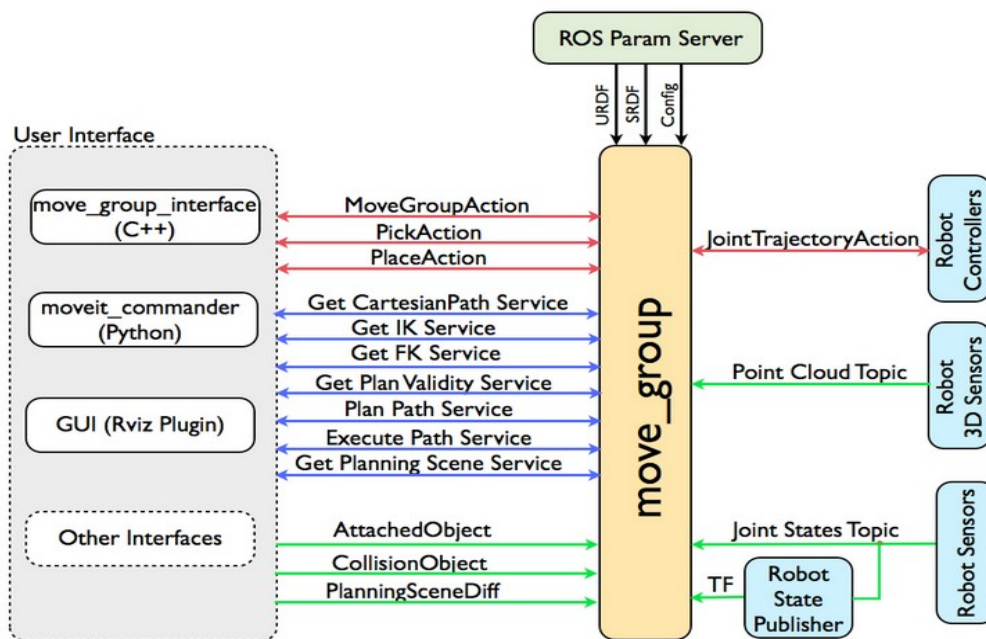 ROS Param Server
URDF
SRDF
Config
User Interface
move_group_interface
(C++)
moveit_commander
(Python)
GUI (Rviz Plugin)
Other Interfaces
MoveGroupAction
PickAction
PlaceAction
Get CartesianPath Service
Get IK Service
Get FK Service
Get Plan Validity Service
Plan Path Service
Execute Path Service
Get Planning Scene Service
AttachedObject
CollisionObject
PlanningSceneDiff
move_group
JointTrajectoryAction
Robot
Controllers
Point Cloud Topic
Robot
3D Sensors
Joint States Topic
TF
Robot
State
Publisher
Robot Sensors